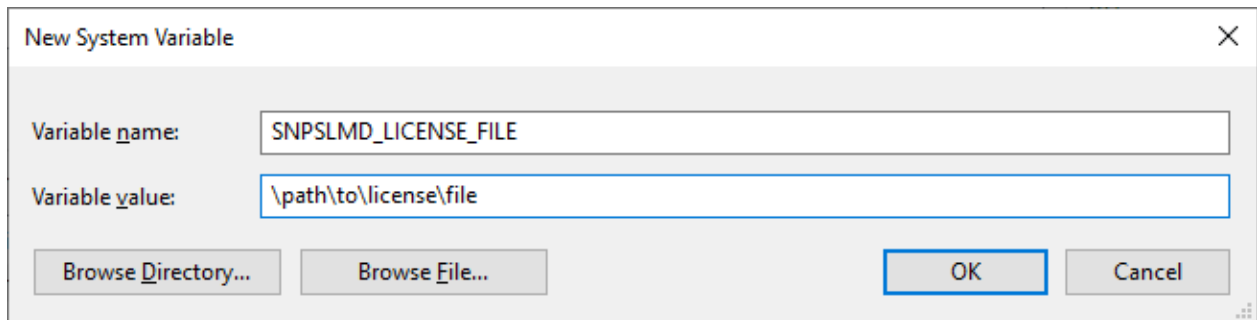 New System Variable
Variable name: SNPSLMD_LICENSE_FILE
Variable value: \path\to\license\file
Browse Directory... Browse File... OK Cancel